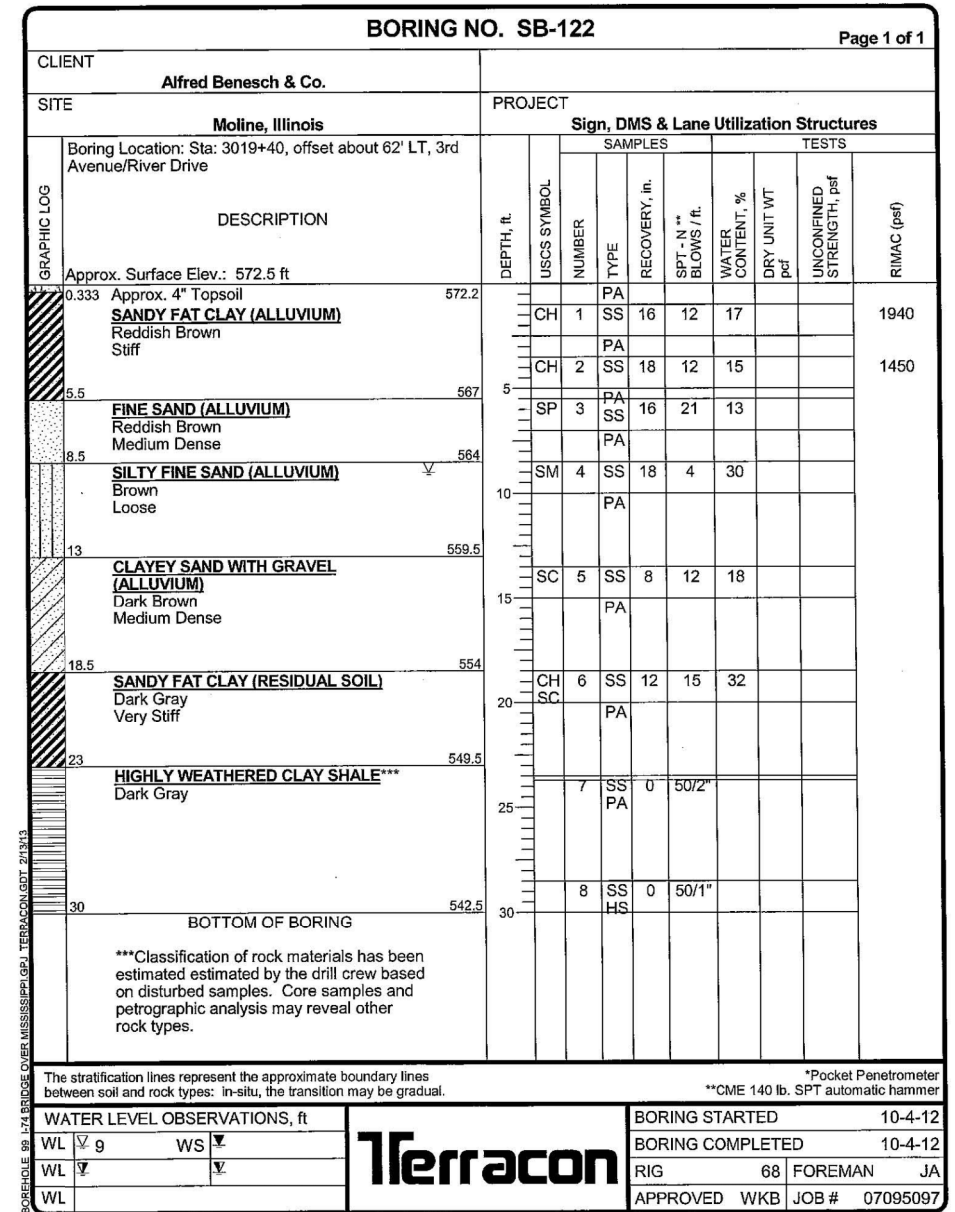 BORING NO. SB-122
Page 1 of 1
CLIENT
Alfred Benesch & Co.
SITE
Moline, Illinois
PROJECT
Sign, DMS & Lane Utilization Structures
GRAPHIC LOG
Boring Location: Sta: 3019+40, offset about 62' LT, 3rd
Avenue/River Drive
DESCRIPTION
Approx. Surface Elev.: 572.5 ft
DEPTH, ft.
USCS SYMBOL
SAMPLES
NUMBER
TYPE
RECOVERY, in.
SPT - N **
BLOWS / ft.
TESTS
WATER
CONTENT, %
DRY UNIT WT
pcf
UNCONFINED
STRENGTH, psf
RIMAC (psf)
0.333 Approx. 4" Topsoil 572.2
PA
SANDY FAT CLAY (ALLUVIUM)
CH 1 SS 16 12 17 1940
Reddish Brown
Stiff
PA
CH 2 SS 18 12 15 1450
5.5 567
5
PA
FINE SAND (ALLUVIUM)
SP 3 SS 16 21 13
Reddish Brown
Medium Dense
PA
8.5 564
SILTY FINE SAND (ALLUVIUM)
SM 4 SS 18 4 30
Brown
Loose
10
PA
13 559.5
CLAYEY SAND WITH GRAVEL
(ALLUVIUM)
SC 5 SS 8 12 18
Dark Brown
Medium Dense
15
PA
18.5 554
SANDY FAT CLAY (RESIDUAL SOIL)
CH 6 SS 12 15 32
SC
Dark Gray
Very Stiff
20
PA
23 549.5
HIGHLY WEATHERED CLAY SHALE***
Dark Gray
7 SS 0 50/2"
25
PA
8 SS 0 50/1"
HS
30 542.5
30
BOTTOM OF BORING
***Classification of rock materials has been
estimated estimated by the drill crew based
on disturbed samples. Core samples and
petrographic analysis may reveal other
rock types.
The stratification lines represent the approximate boundary lines
between soil and rock types: in-situ, the transition may be gradual.
*Pocket Penetrometer
**CME 140 lb. SPT automatic hammer
WATER LEVEL OBSERVATIONS, ft
WL 9 WS
WL
WL
Terracon
BORING STARTED 10-4-12
BORING COMPLETED 10-4-12
RIG 68 FOREMAN JA
APPROVED WKB JOB # 07095097
BOREHOLE 99 I-74 BRIDGE OVER MISSISSIPPI.GPJ TERRACON.GDT 2/13/13